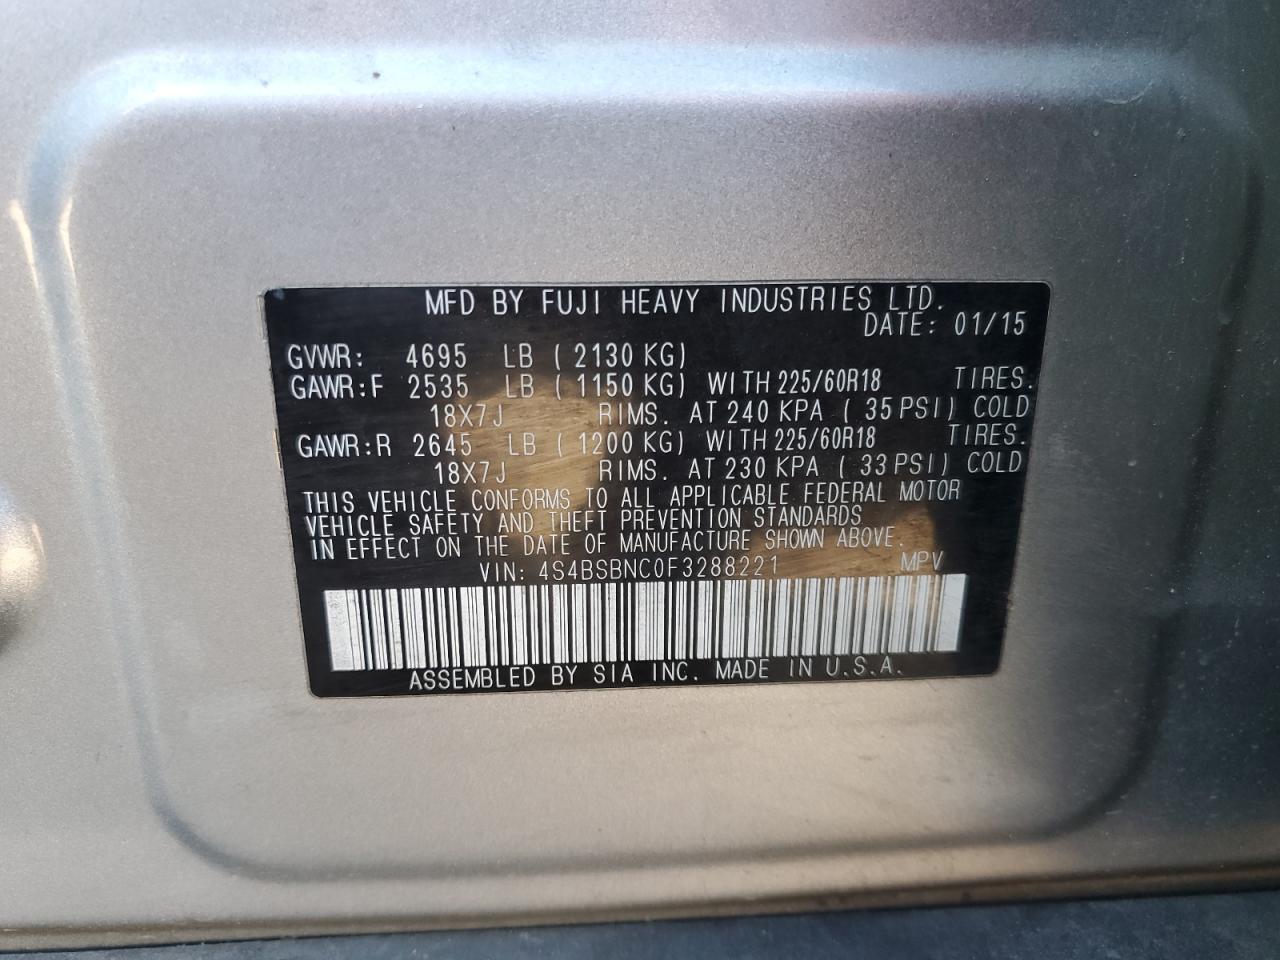 MFD BY FUJI HEAVY INDUSTRIES LTD.
DATE: 01/15
GVWR: 4695 LB ( 2130 KG)
GAWR:F 2535 LB ( 1150 KG) WITH 225/60R18 TIRES.
18X7J RIMS. AT 240 KPA ( 35 PSI) COLD
GAWR:R 2645 LB ( 1200 KG) WITH 225/60R18 TIRES.
18X7J RIMS. AT 230 KPA ( 33 PSI) COLD
THIS VEHICLE CONFORMS TO ALL APPLICABLE FEDERAL MOTOR
VEHICLE SAFETY AND THEFT PREVENTION STANDARDS
IN EFFECT ON THE DATE OF MANUFACTURE SHOWN ABOVE.
VIN: 4S4BSBNC0F3288221 MPV
ASSEMBLED BY SIA INC. MADE IN U.S.A.